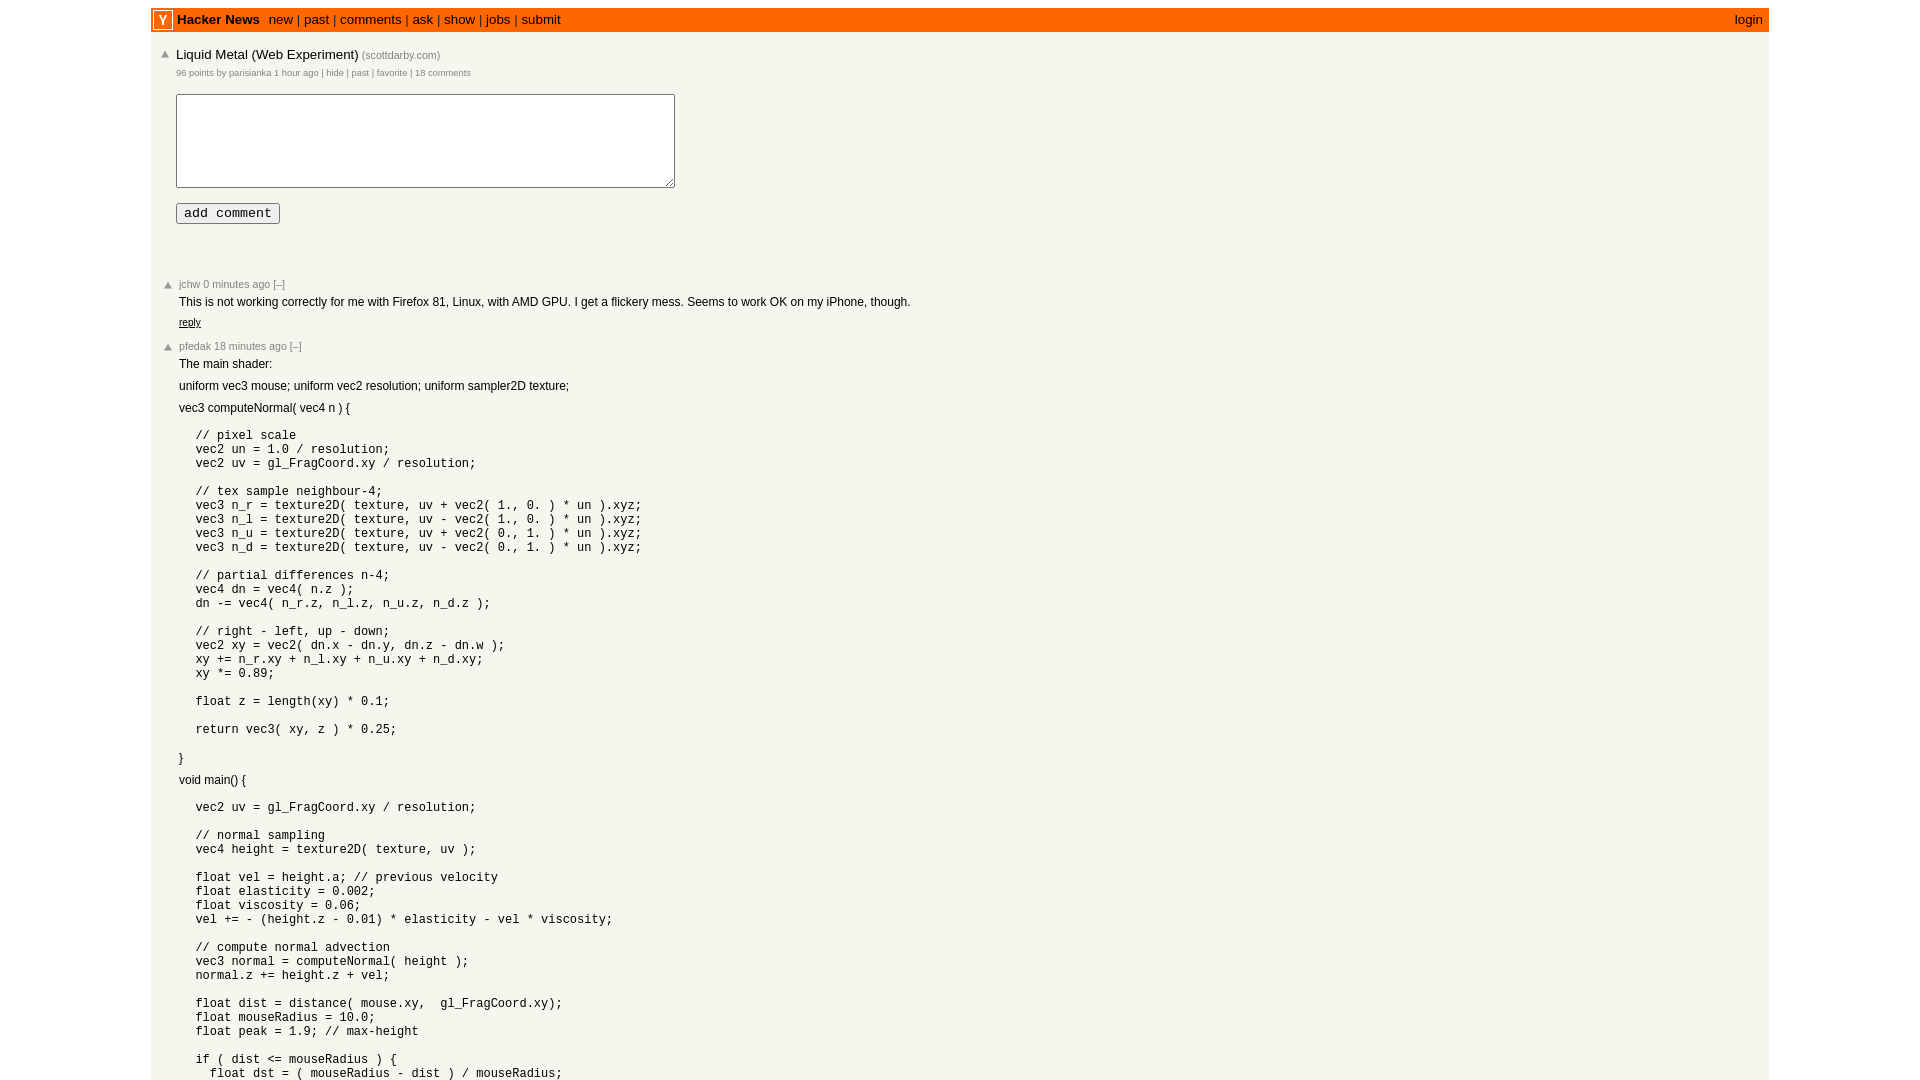 Y Hacker News new | past | comments | ask | show | jobs | submit login
Liquid Metal (Web Experiment) (scottdarby.com)
96 points by parisianka 1 hour ago | hide | past | favorite | 18 comments
add comment
jchw 0 minutes ago [–]
This is not working correctly for me with Firefox 81, Linux, with AMD GPU. I get a flickery mess. Seems to work OK on my iPhone, though.
reply
pfedak 18 minutes ago [–]
The main shader:
uniform vec3 mouse; uniform vec2 resolution; uniform sampler2D texture;
vec3 computeNormal( vec4 n ) {
// pixel scale
vec2 un = 1.0 / resolution;
vec2 uv = gl_FragCoord.xy / resolution;
// tex sample neighbour-4;
vec3 n_r = texture2D( texture, uv + vec2( 1., 0. ) * un ).xyz;
vec3 n_l = texture2D( texture, uv - vec2( 1., 0. ) * un ).xyz;
vec3 n_u = texture2D( texture, uv + vec2( 0., 1. ) * un ).xyz;
vec3 n_d = texture2D( texture, uv - vec2( 0., 1. ) * un ).xyz;
// partial differences n-4;
vec4 dn = vec4( n.z );
dn -= vec4( n_r.z, n_l.z, n_u.z, n_d.z );
// right - left, up - down;
vec2 xy = vec2( dn.x - dn.y, dn.z - dn.w );
xy += n_r.xy + n_l.xy + n_u.xy + n_d.xy;
xy *= 0.89;
float z = length(xy) * 0.1;
return vec3( xy, z ) * 0.25;
}
void main() {
vec2 uv = gl_FragCoord.xy / resolution;
// normal sampling
vec4 height = texture2D( texture, uv );
float vel = height.a; // previous velocity
float elasticity = 0.002;
float viscosity = 0.06;
vel += - (height.z - 0.01) * elasticity - vel * viscosity;
// compute normal advection
vec3 normal = computeNormal( height );
normal.z += height.z + vel;
float dist = distance( mouse.xy,  gl_FragCoord.xy);
float mouseRadius = 10.0;
float peak = 1.9; // max-height
if ( dist <= mouseRadius ) {
float dst = ( mouseRadius - dist ) / mouseRadius;